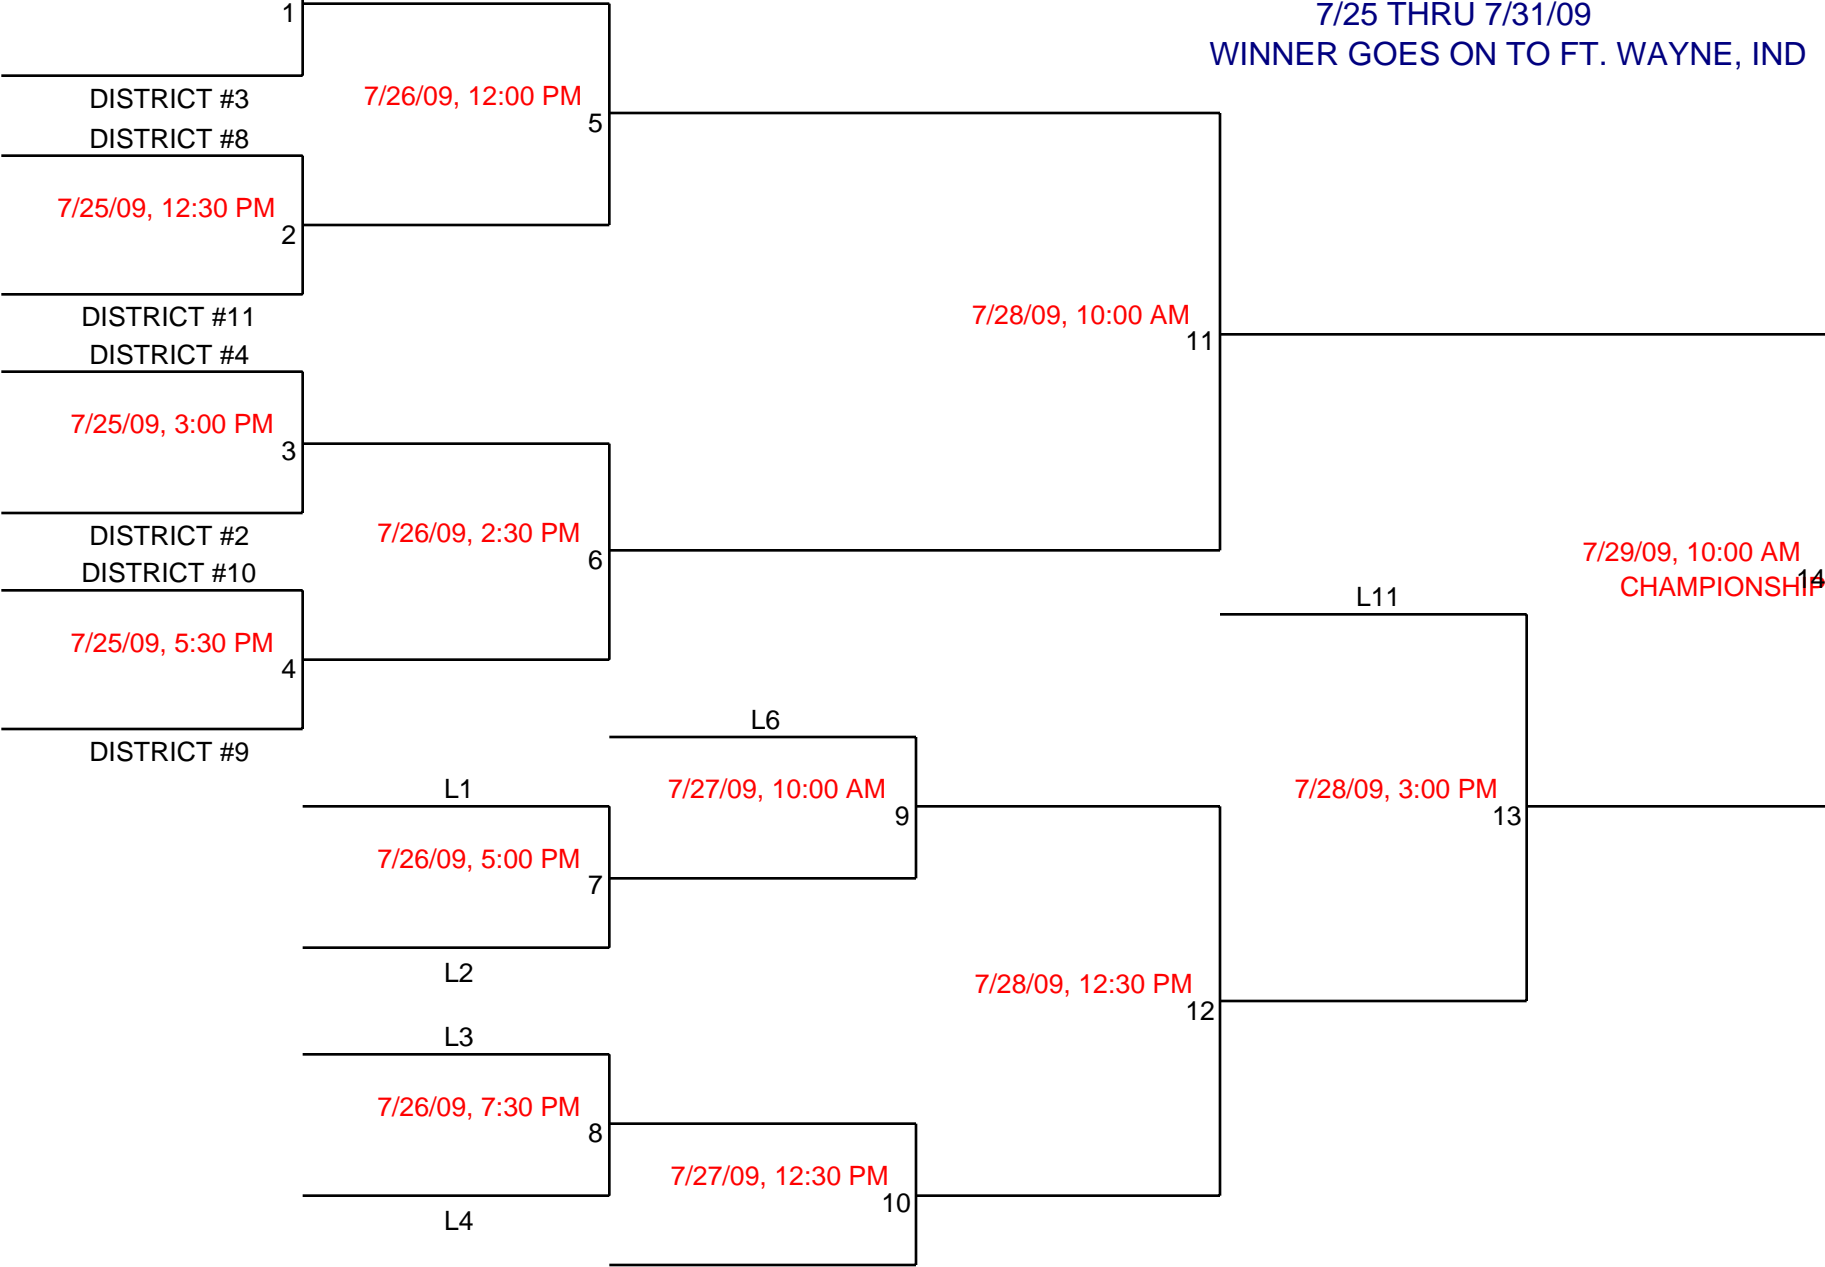 1
7/25 THRU 7/31/09
WINNER GOES ON TO FT. WAYNE, IND
DISTRICT #3
7/26/09, 12:00 PM
5
DISTRICT #8
7/25/09, 12:30 PM
2
DISTRICT #11
7/28/09, 10:00 AM
11
DISTRICT #4
7/25/09, 3:00 PM
3
DISTRICT #2
7/26/09, 2:30 PM
6
DISTRICT #10
7/29/09, 10:00 AM
14
CHAMPIONSHIP
L11
7/25/09, 5:30 PM
4
DISTRICT #9
L6
L1
7/27/09, 10:00 AM
9
7/28/09, 3:00 PM
13
7/26/09, 5:00 PM
7
L2
7/28/09, 12:30 PM
12
L3
7/26/09, 7:30 PM
8
7/27/09, 12:30 PM
10
L4